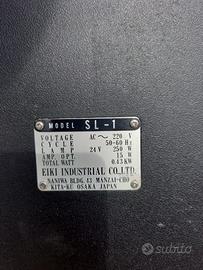 MODEL SL-1
VOLTAGE AC~ 220 V
CYCLE 50-60 Hz
LAMP 24V 250 W
AMP. OPT. 15 W
TOTAL WATT 0.43 KW
EIKI INDUSTRIAL CO.,LTD.
NANIWA BLDG. 43 MANZAI-CHO
KITA-KU OSAKA JAPAN
subito